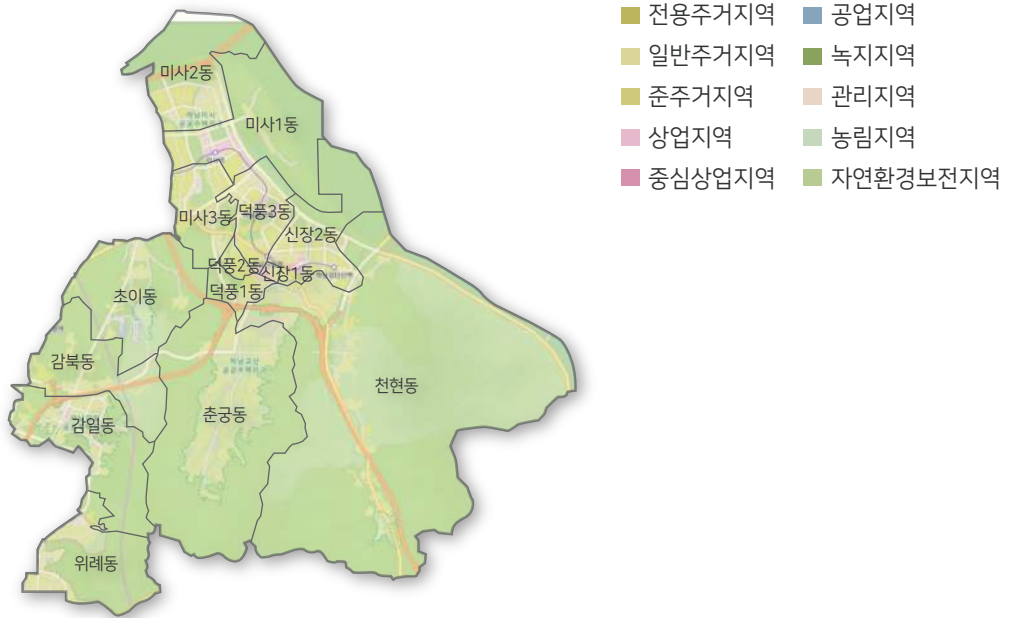 전용주거지역
공업지역
일반주거지역
녹지지역
준주거지역
관리지역
상업지역
농림지역
중심상업지역
자연환경보전지역
미사2동
미사1동
미사3동
덕풍3동
신장2동
덕풍2동
신장1동
덕풍1동
초이동
감북동
천현동
춘궁동
감일동
위례동